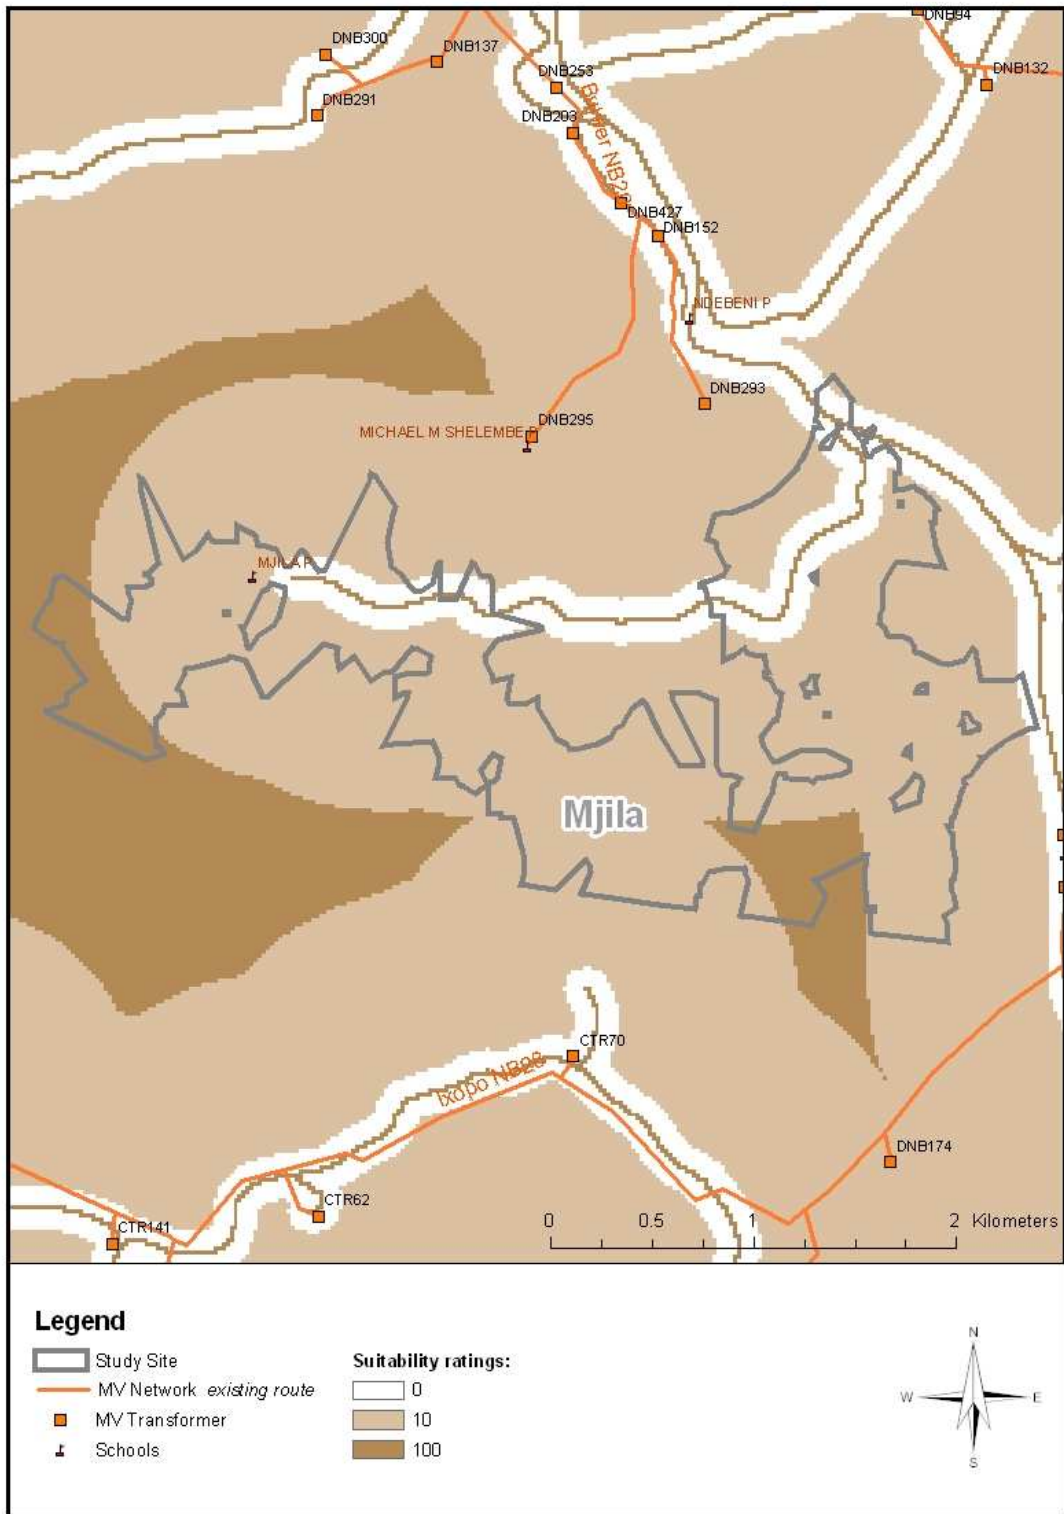 DNB94
DNB300
DNB137
DNB253
DNB132
DNB291
DNB203
DNB427
DNB152
NDEBENI P
DNB293
DNB295
MICHAEL M SHELEMBE
MJILA P
Mjila
CTR70
Ixopo NB28
DNB174
CTR62
CTR141
0 0.5 1 2 Kilometers
Legend
Study Site
MV Network existing route
MV Transformer
Schools
Suitability ratings:
0
10
100
N
W E
S